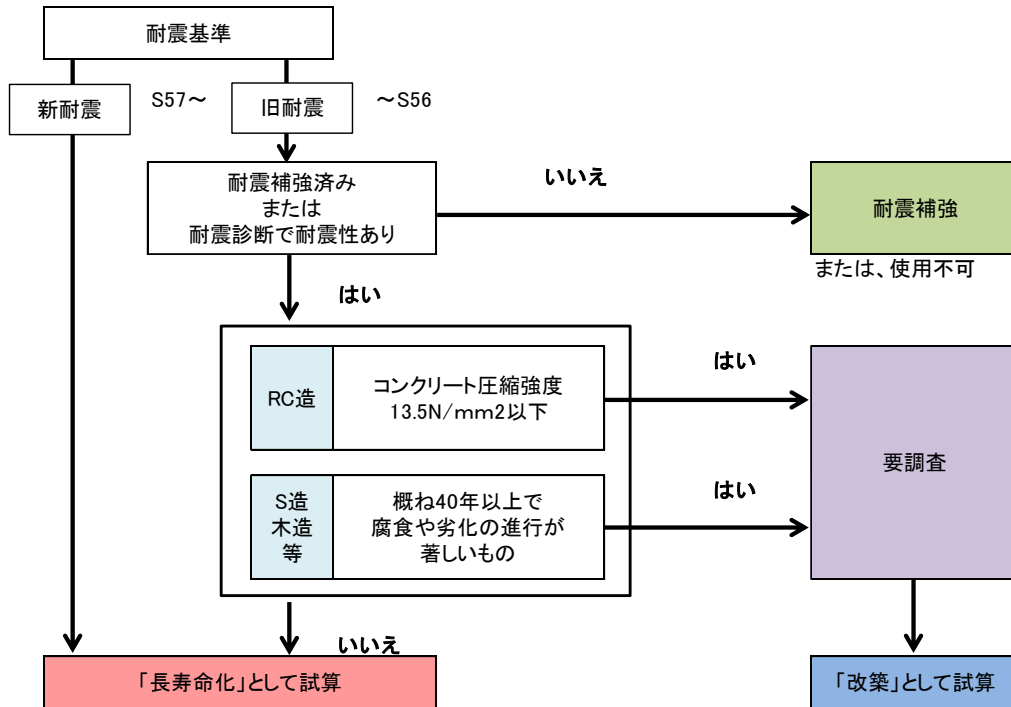 耐震基準
新耐震
S57～
旧耐震
～S56
耐震補強済み
または
耐震診断で耐震性あり
いいえ
耐震補強
または、使用不可
はい
RC造
コンクリート圧縮強度
13.5N/mm2以下
はい
要調査
S造
木造
等
概ね40年以上で
腐食や劣化の進行が
著しいもの
はい
いいえ
「長寿命化」として試算
「改築」として試算